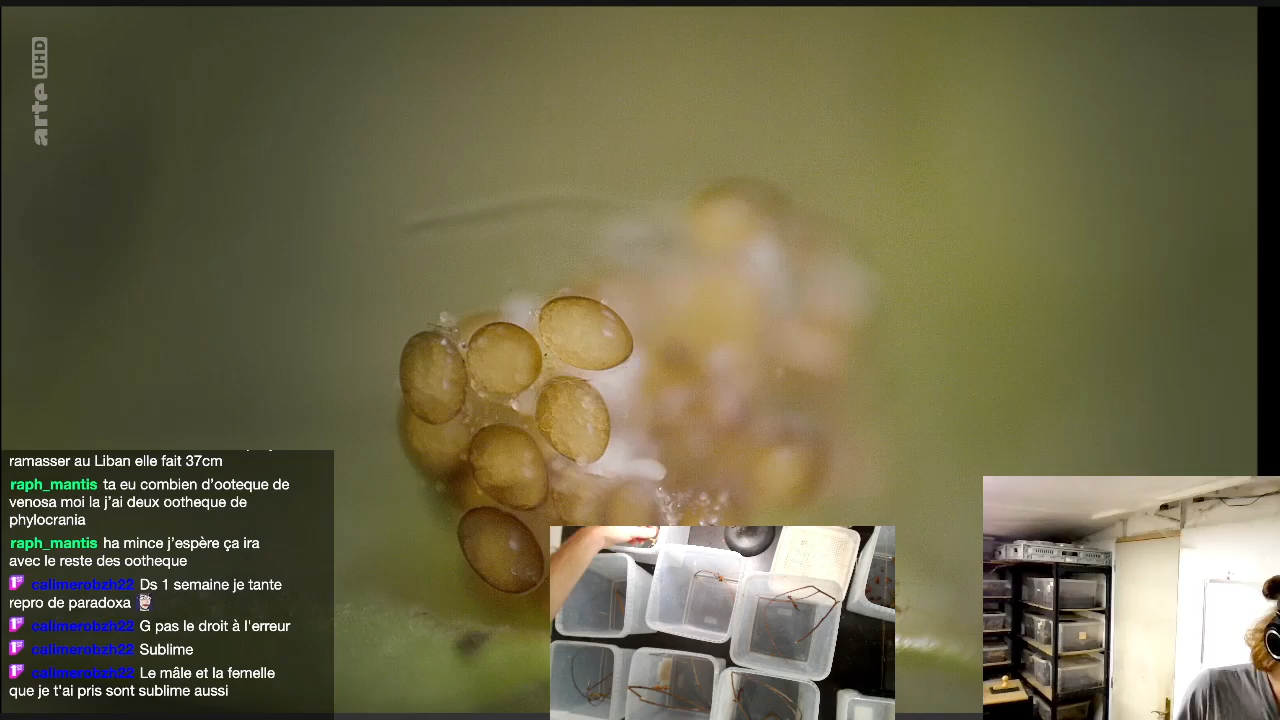 arte UHD
ramasser au Liban elle fait 37cm
raph_mantis ta eu combien d'ooteque de
venosa moi la j'ai deux ootheque de
phylocrania
raph_mantis ha mince j'espère ça ira
avec le reste des ootheque
calimerobzh22 Ds 1 semaine je tante
repro de paradoxa
calimerobzh22 G pas le droit à l'erreur
calimerobzh22 Sublime
calimerobzh22 Le mâle et la femelle
que je t'ai pris sont sublime aussi